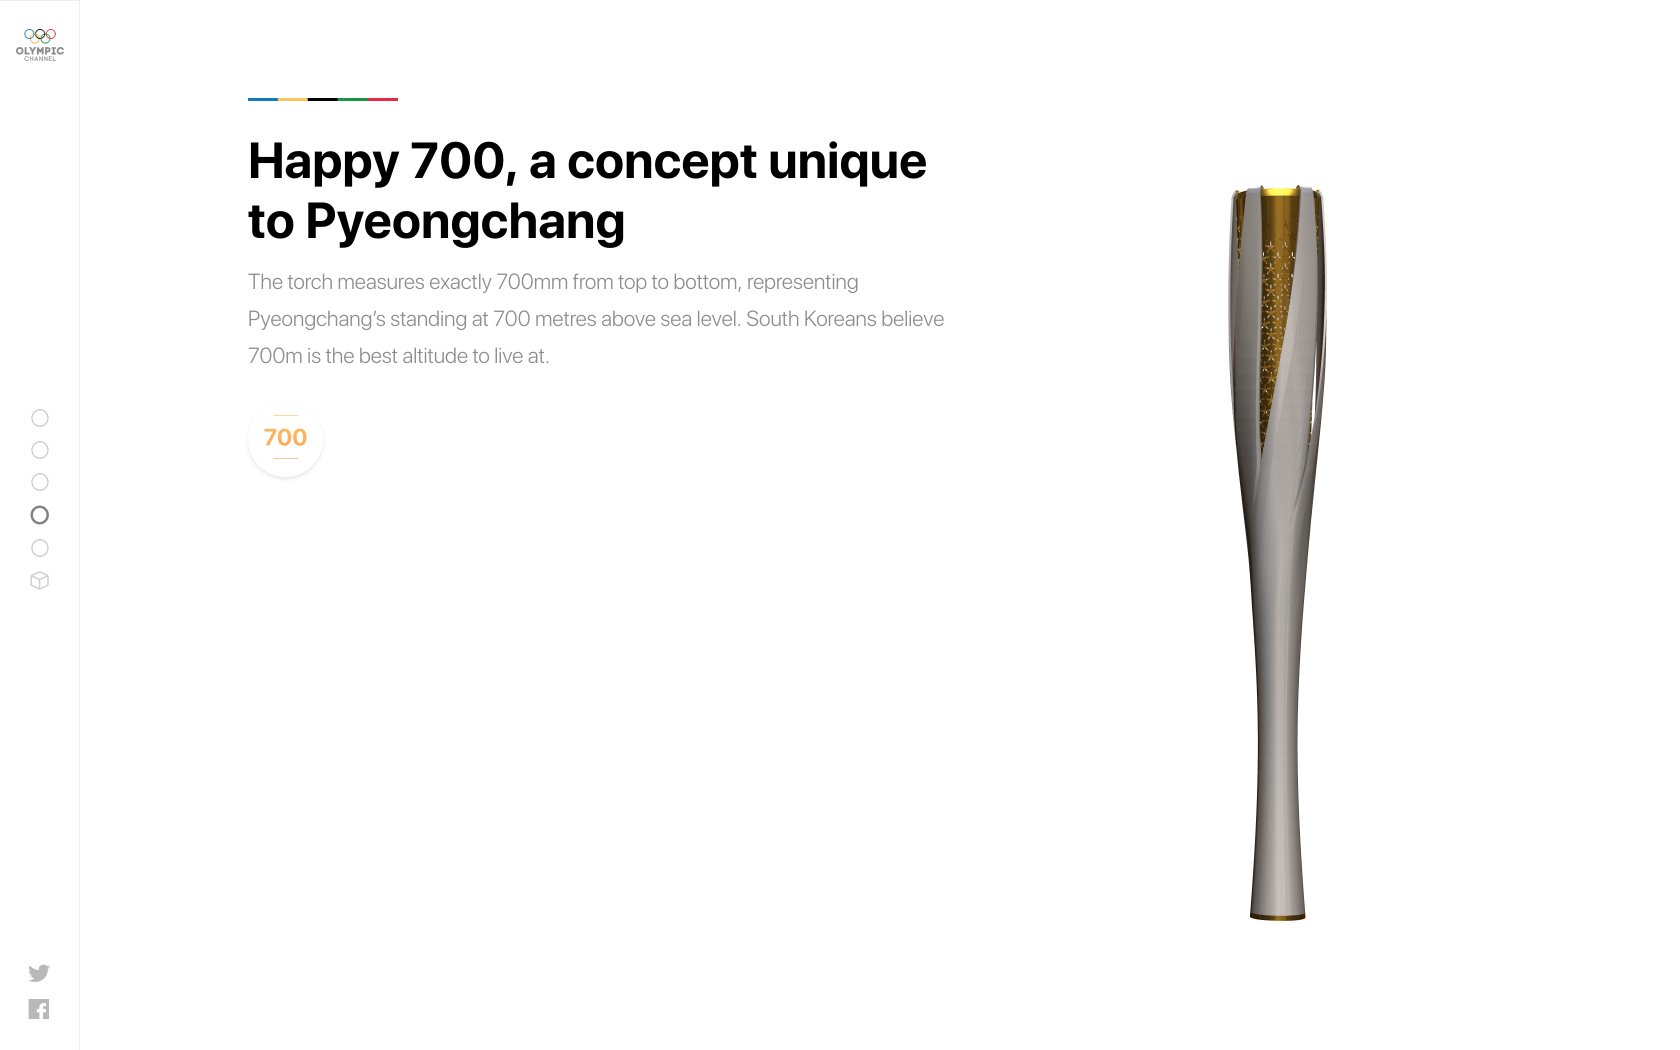 OLYMPIC
CHANNEL
Happy 700, a concept unique
to Pyeongchang
The torch measures exactly 700mm from top to bottom, representing
Pyeongchang’s standing at 700 metres above sea level. South Koreans believe
700m is the best altitude to live at.
700